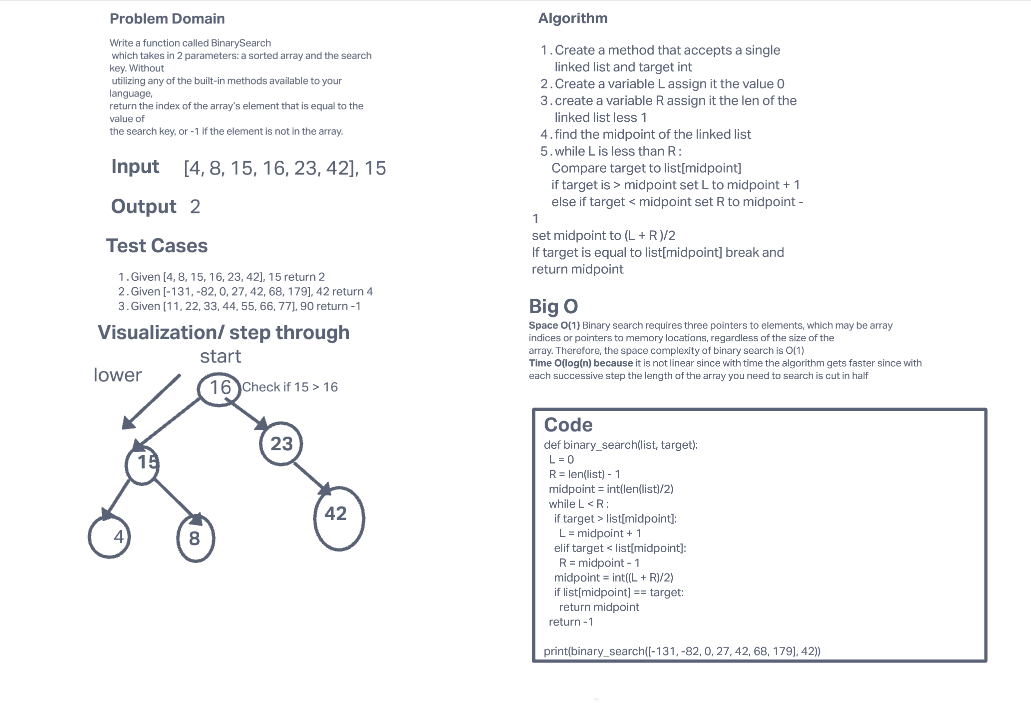 Problem Domain
Write a function called BinarySearch
which takes in 2 parameters: a sorted array and the search
key. Without
utilizing any of the built-in methods available to your
language,
return the index of the array's element that is equal to the
value of
the search key, or -1 if the element is not in the array.
Input [4, 8, 15, 16, 23, 42], 15
Output 2
Test Cases
1. Given [4, 8, 15, 16, 23, 42], 15 return 2
2. Given [-131, -82, 0, 27, 42, 68, 179], 42 return 4
3. Given [11, 22, 33, 44, 55, 66, 77], 90 return -1
Visualization/ step through
start
lower
16 Check if 15 > 16
23
15
42
4
8
Algorithm
1. Create a method that accepts a single
linked list and target int
2. Create a variable L assign it the value 0
3. create a variable R assign it the len of the
linked list less 1
4. find the midpoint of the linked list
5. while L is less than R :
Compare target to list[midpoint]
if target is > midpoint set L to midpoint + 1
else if target < midpoint set R to midpoint -
1
set midpoint to (L + R )/2
If target is equal to list[midpoint] break and
return midpoint
Big O
Space O(1) Binary search requires three pointers to elements, which may be array
indices or pointers to memory locations, regardless of the size of the
array. Therefore, the space complexity of binary search is O(1)
Time O(log(n) because it is not linear since with time the algorithm gets faster since with
each successive step the length of the array you need to search is cut in half
Code
def binary_search(list, target):
L = 0
R = len(list) - 1
midpoint = int(len(list)/2)
while L < R :
if target > list[midpoint]:
L = midpoint + 1
elif target < list[midpoint]:
R = midpoint - 1
midpoint = int((L + R)/2)
if list[midpoint] == target:
return midpoint
return -1
print(binary_search([-131, -82, 0, 27, 42, 68, 179], 42))